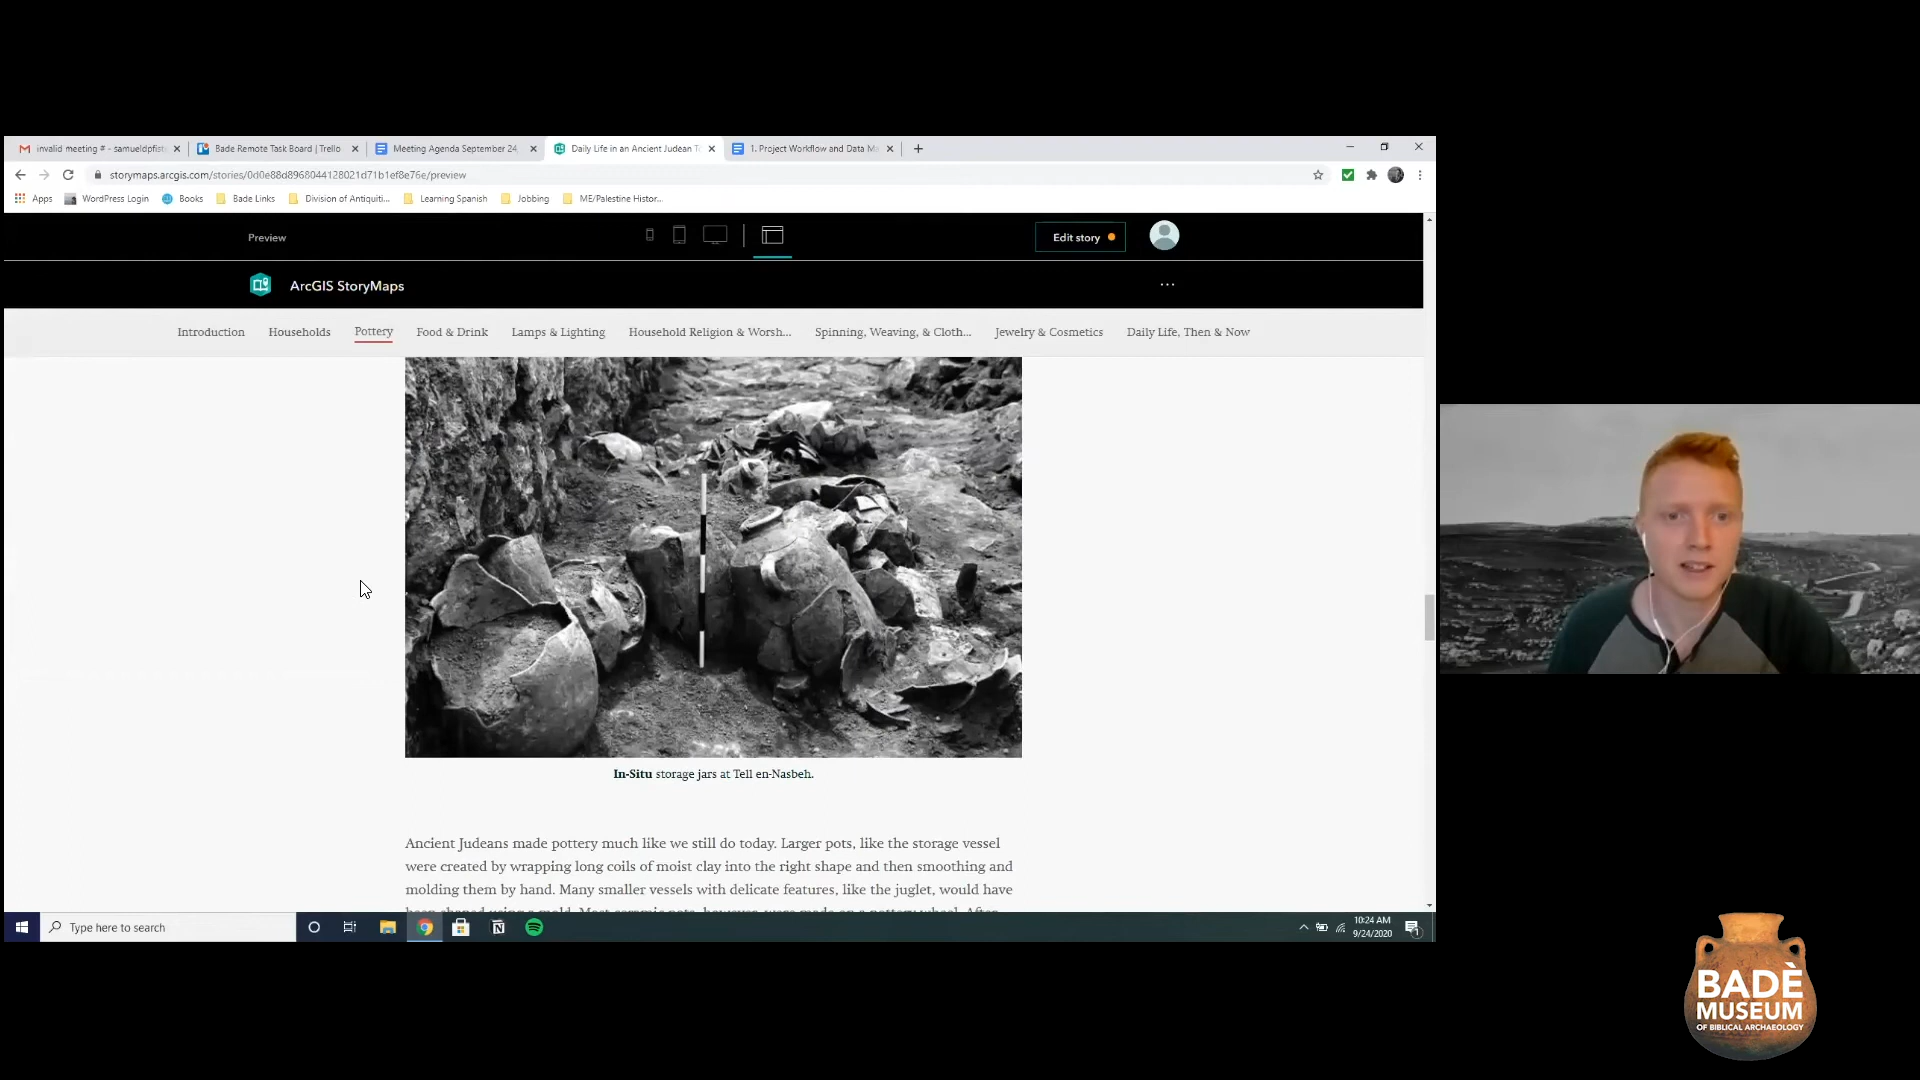 invalid meeting # - samueldpfist
Bade Remote Task Board | Trello
Meeting Agenda September 24,
Daily Life in an Ancient Judean T
1. Project Workflow and Data M
storymaps.arcgis.com/stories/0d0e88d8968044128021d71b1ef8e76e/preview
Apps
WordPress Login
Books
Bade Links
Division of Antiquiti...
Learning Spanish
Jobbing
ME/Palestine Histor...
Preview
Edit story
ArcGIS StoryMaps
Introduction
Households
Pottery
Food & Drink
Lamps & Lighting
Household Religion & Worsh...
Spinning, Weaving, & Cloth...
Jewelry & Cosmetics
Daily Life, Then & Now
In-Situ storage jars at Tell en-Nasbeh.
Ancient Judeans made pottery much like we still do today. Larger pots, like the storage vessel
were created by wrapping long coils of moist clay into the right shape and then smoothing and
molding them by hand. Many smaller vessels with delicate features, like the juglet, would have
Type here to search
10:24 AM
9/24/2020
BADÈ
MUSEUM
OF BIBLICAL ARCHAEOLOGY